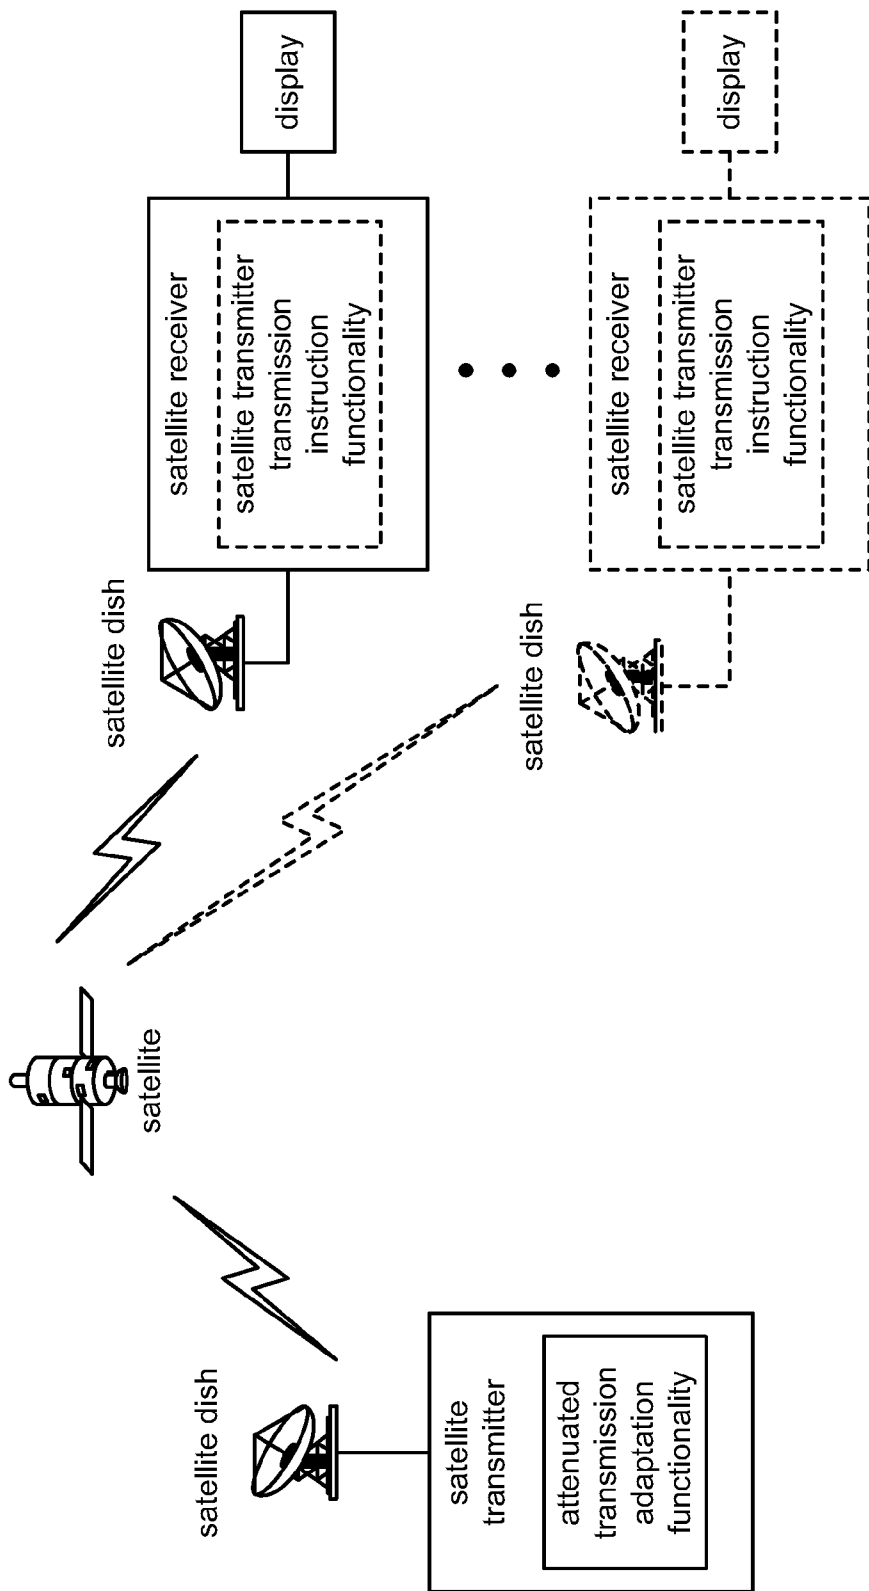 satellite
satellite dish
satellite
transmitter
attenuated
transmission
adaptation
functionality
satellite dish
satellite receiver
satellite transmitter
transmission
instruction
functionality
display
satellite dish
satellite receiver
satellite transmitter
transmission
instruction
functionality
display